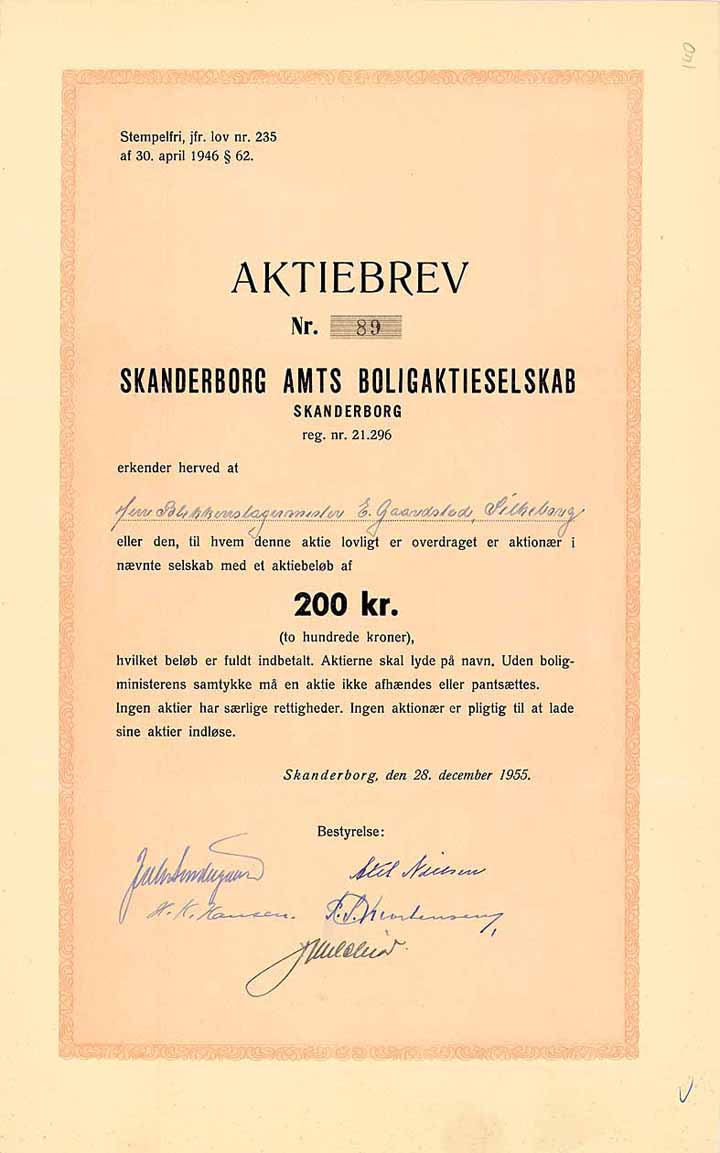 140
Stempelfri, jfr. lov nr. 235
af 30. april 1946 § 62.
AKTIEBREV
Nr. 89
SKANDERBORG AMTS BOLIGAKTIESELSKAB
SKANDERBORG
reg. nr. 21.296
erkender herved at
Herr Blikkenslagermester E. Gaardsted, Silkeborg
eller den, til hvem denne aktie lovligt er overdraget er aktionær i
nævnte selskab med et aktiebeløb af
200 kr.
(to hundrede kroner),
hvilket beløb er fuldt indbetalt. Aktierne skal lyde på navn. Uden bolig-
ministerens samtykke må en aktie ikke afhændes eller pantsættes.
Ingen aktier har særlige rettigheder. Ingen aktionær er pligtig til at lade
sine aktier indløse.
Skanderborg, den 28. december 1955.
Bestyrelse:
Axel Nielsen
H. K. Hansen. Mortensen